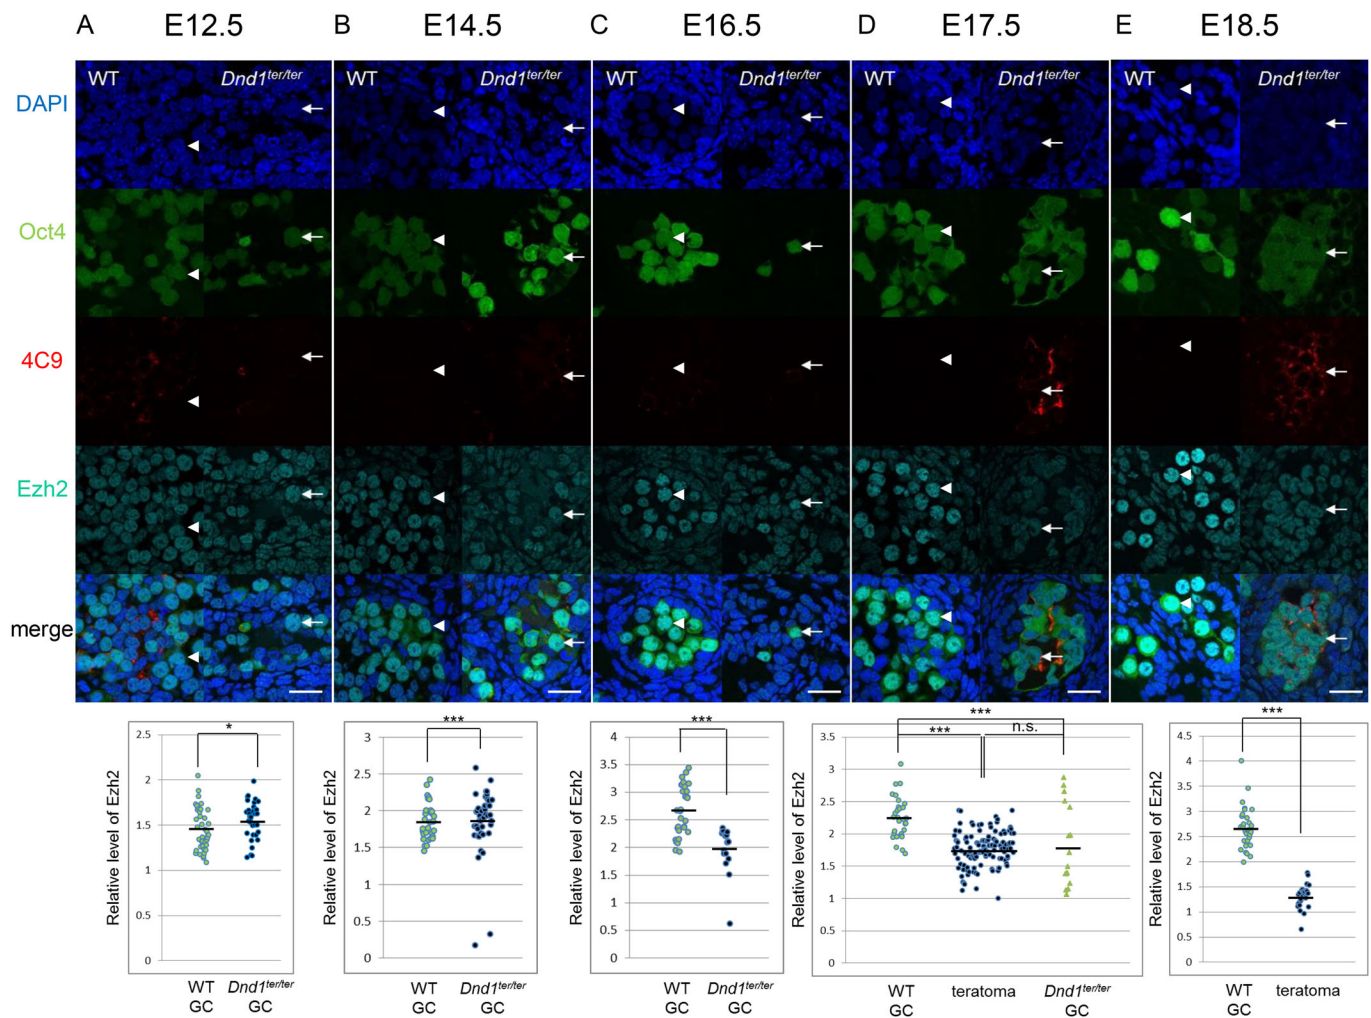 A E12.5 B E14.5 C E16.5 D E17.5 E E18.5
WT Dnd1ter/ter WT Dnd1ter/ter WT Dnd1ter/ter WT Dnd1ter/ter WT Dnd1ter/ter
DAPI
Oct4
4C9
Ezh2
merge
* *** *** *** *** n.s. ***
Relative level of Ezh2
2.5
2
1.5
1
0.5
0
WT GC
Dnd1ter/ter GC
Relative level of Ezh2
3
2.5
2
1.5
1
0.5
0
WT GC
Dnd1ter/ter GC
Relative level of Ezh2
4
3.5
3
2.5
2
1.5
1
0.5
0
WT GC
Dnd1ter/ter GC
Relative level of Ezh2
3.5
3
2.5
2
1.5
1
0.5
0
WT GC
teratoma
Dnd1ter/ter GC
Relative level of Ezh2
4.5
4
3.5
3
2.5
2
1.5
1
0.5
0
WT GC
teratoma